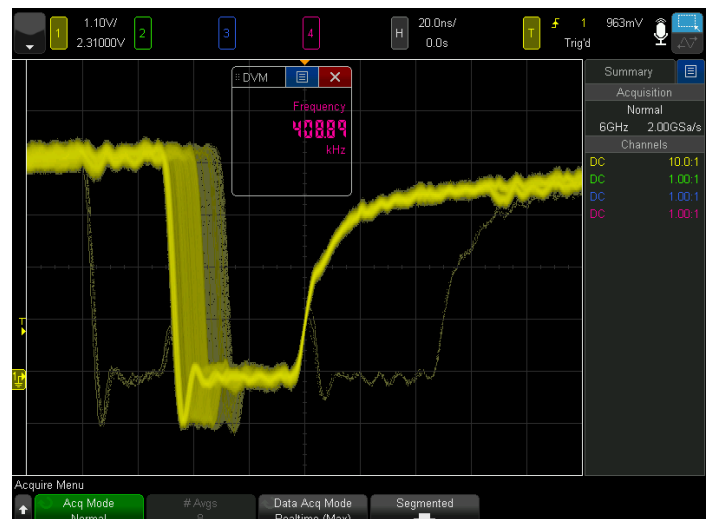 1 1.10V/ 2.31000V 2 3 4 H 20.0ns/ 0.0s T 1 963mV Trig'd
DVM
Frequency
408.89
kHz
Summary
Acquisition
Normal
6GHz 2.00GSa/s
Channels
DC 10.0:1
DC 1.00:1
DC 1.00:1
DC 1.00:1
T
1
Acquire Menu
Acq Mode
Normal
# Avgs
8
Data Acq Mode
Realtime (Max)
Segmented